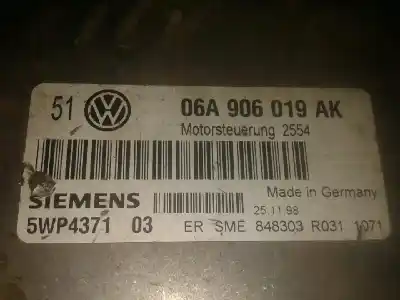 51 VW 06A 906 019 AK
Motorsteuerung 2554
SIEMENS Made in Germany
25.11.98
5WP4371 03 ER SME 848303 R031 1071